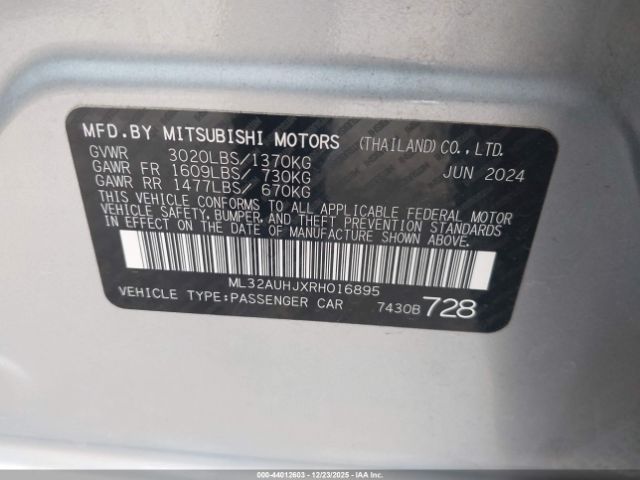 MFD.BY MITSUBISHI MOTORS (THAILAND)CO.,LTD.
GVWR 3020LBS/1370KG JUN 2024
GAWR FR 1609LBS/ 730KG
GAWR RR 1477LBS/ 670KG
THIS VEHICLE CONFORMS TO ALL APPLICABLE FEDERAL MOTOR
VEHICLE SAFETY, BUMPER, AND THEFT PREVENTION STANDARDS
IN EFFECT ON THE DATE OF MANUFACTURE SHOWN ABOVE.
ML32AUHJXRH016895
VEHICLE TYPE:PASSENGER CAR 7430B 728
000-44012603 - 12/23/2025 - IAAI